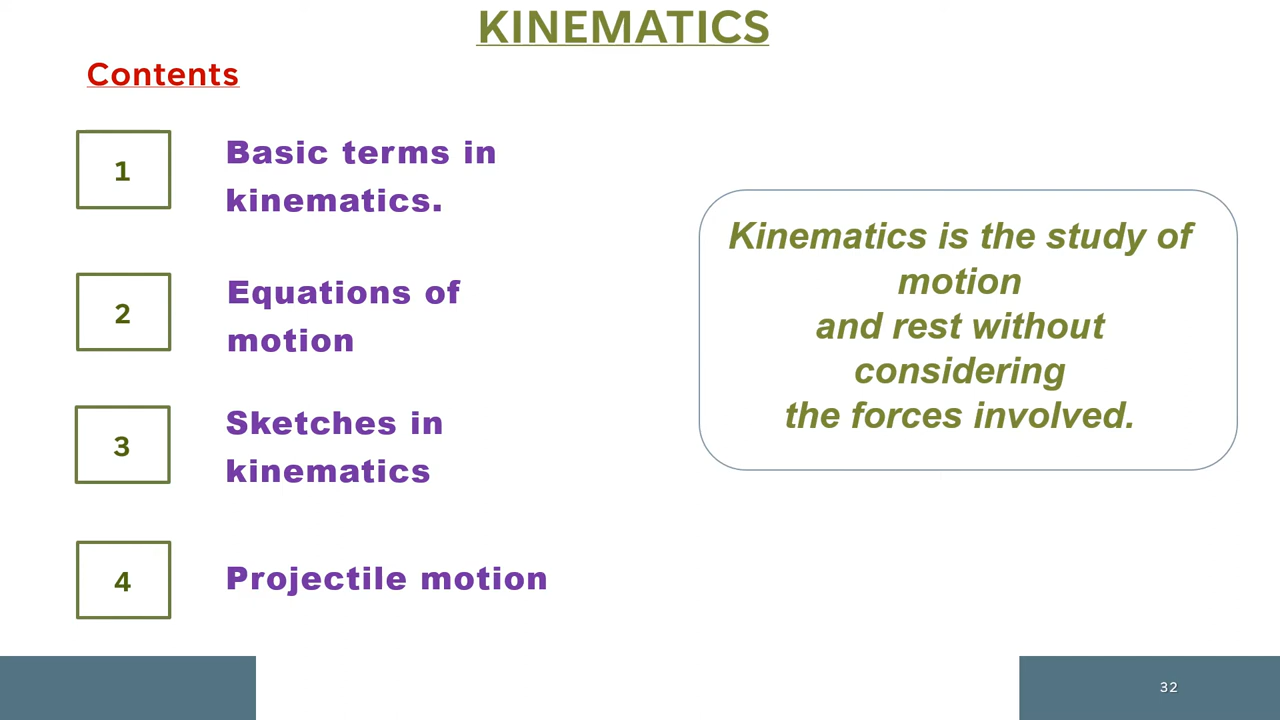 KINEMATICS
Contents
1
Basic terms in
kinematics.
2
Equations of
motion
3
Sketches in
kinematics
4
Projectile motion
Kinematics is the study of
motion
and rest without
considering
the forces involved.
32